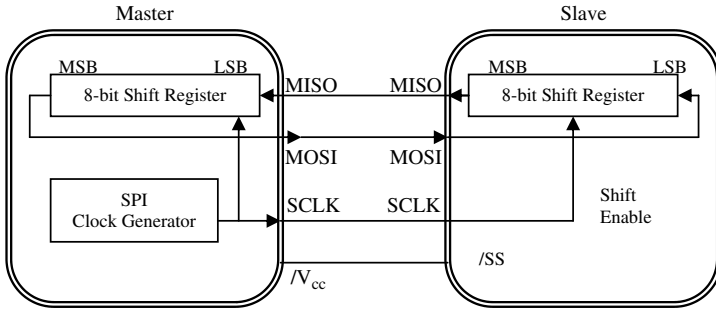 Master
Slave
MSB
LSB
MISO
MISO
MSB
LSB
8-bit Shift Register
8-bit Shift Register
MOSI
MOSI
SPI
Clock Generator
SCLK
SCLK
Shift
Enable
/SS
/Vcc